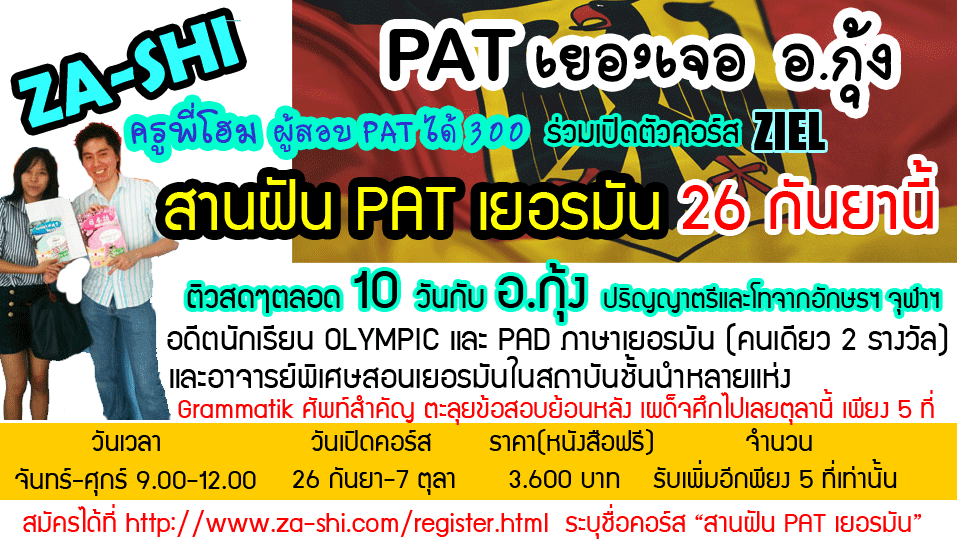 ZA-SHI
PAT เยอะเจอ อ.กุ้ง
ครูพี่โฮม ผู้สอบ PAT ได้ 300 ร่วมเปิดตัวคอร์ส ZIEL
สานฝัน PAT เยอรมัน 26 กันยานี้
ติวสดๆตลอด 10 วันกับ อ.กุ้ง ปริญญาตรีและโทจากอักษรฯ จุฬาฯ
อดีตนักเรียน OLYMPIC และ PAD ภาษาเยอรมัน (คนเดียว 2 รางวัล)
และอาจารย์พิเศษสอนเยอรมันในสถาบันชั้นนำหลายแห่ง
Grammatik ศัพท์สำคัญ ตะลุยข้อสอบย้อนหลัง เผด็จศึกไปเลยตุลานี้ เพียง 5 ที่
วันเวลา วันเปิดคอร์ส ราคา(หนังสือฟรี) จำนวน
จันทร์-ศุกร์ 9.00-12.00 26 กันยา-7 ตุลา 3.600 บาท รับเพิ่มอีกเพียง 5 ที่เท่านั้น
สมัครได้ที่ http://www.za-shi.com/register.html ระบุชื่อคอร์ส “สานฝัน PAT เยอรมัน”